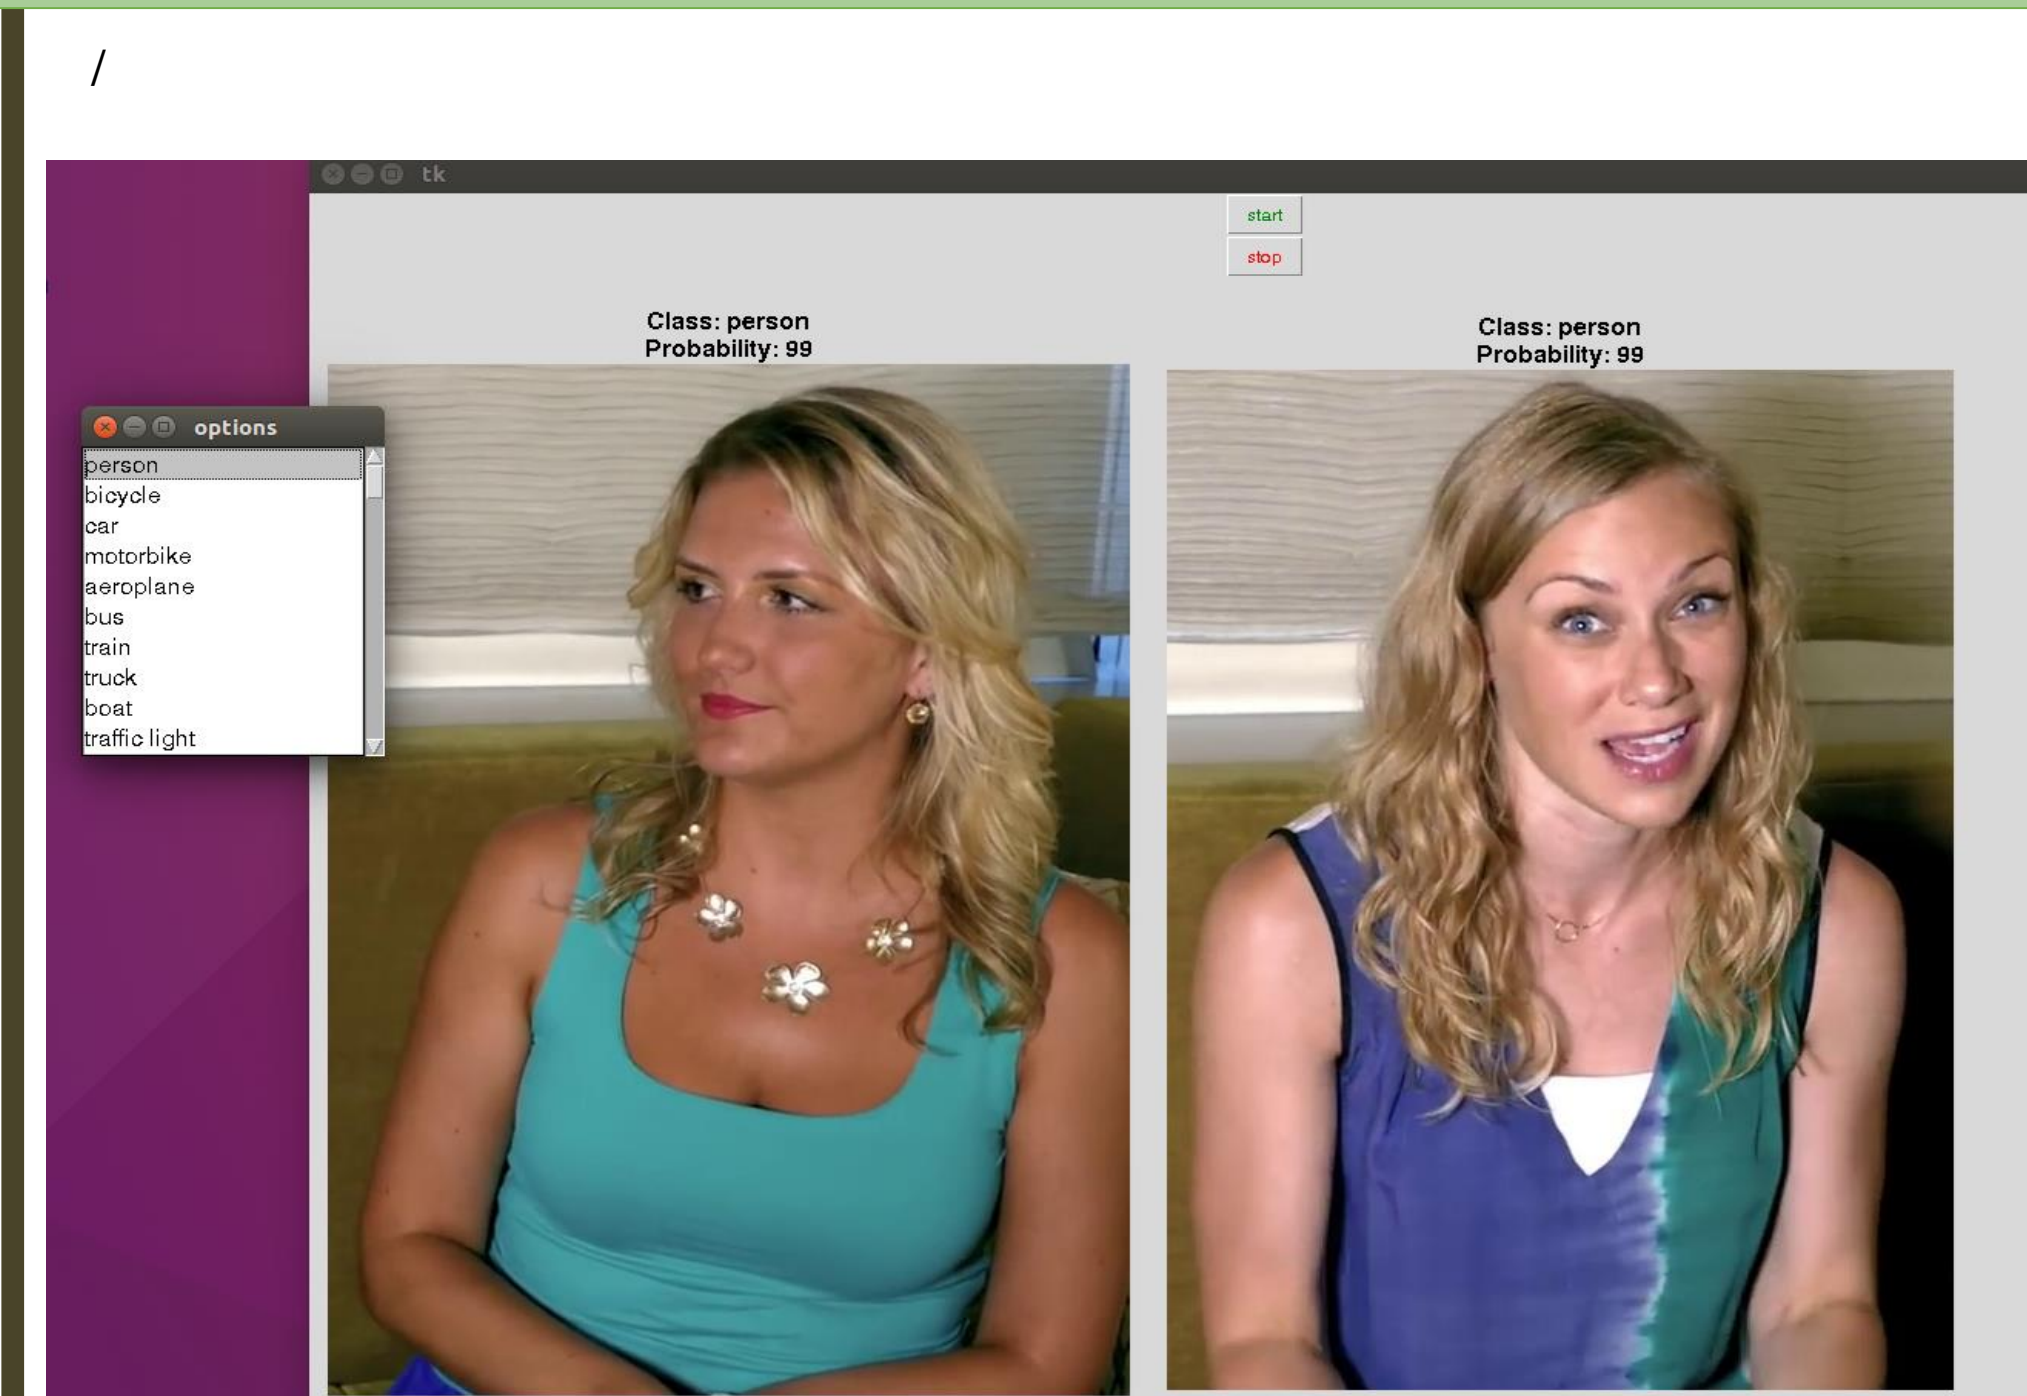 /
tk
start
stop
Class: person
Probability: 99
Class: person
Probability: 99
options
person
bicycle
car
motorbike
aeroplane
bus
train
truck
boat
traffic light